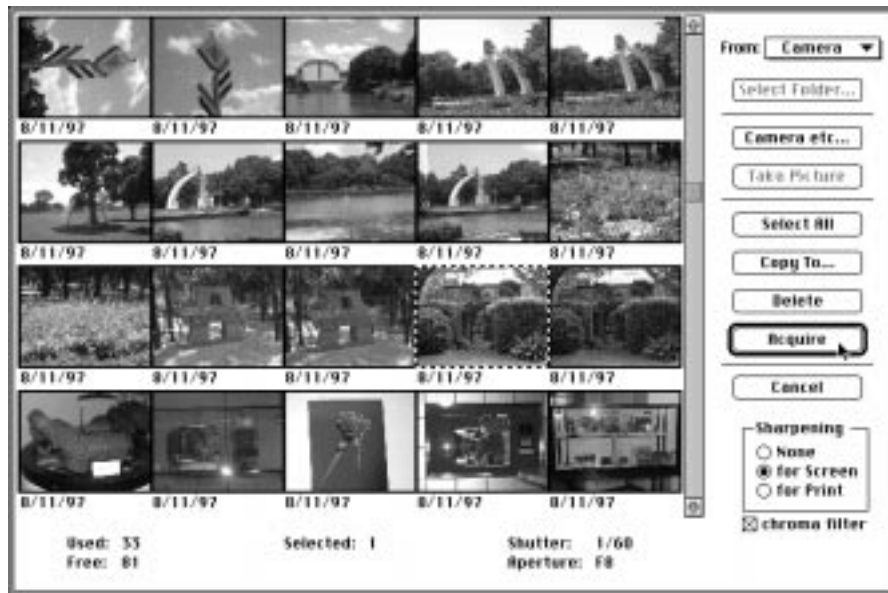 8/11/97 8/11/97 8/11/97 8/11/97 8/11/97
8/11/97 8/11/97 8/11/97 8/11/97 8/11/97
8/11/97 8/11/97 8/11/97 8/11/97 8/11/97
8/11/97 8/11/97 8/11/97 8/11/97 8/11/97
Used: 33 Selected: 1 Shutter: 1/60
Free: 81 Aperture: F8
From: Camera
Select Folder...
Camera etc...
Take Picture
Select All
Copy To...
Delete
Acquire
Cancel
Sharpening
None
for Screen
for Print
chroma filter